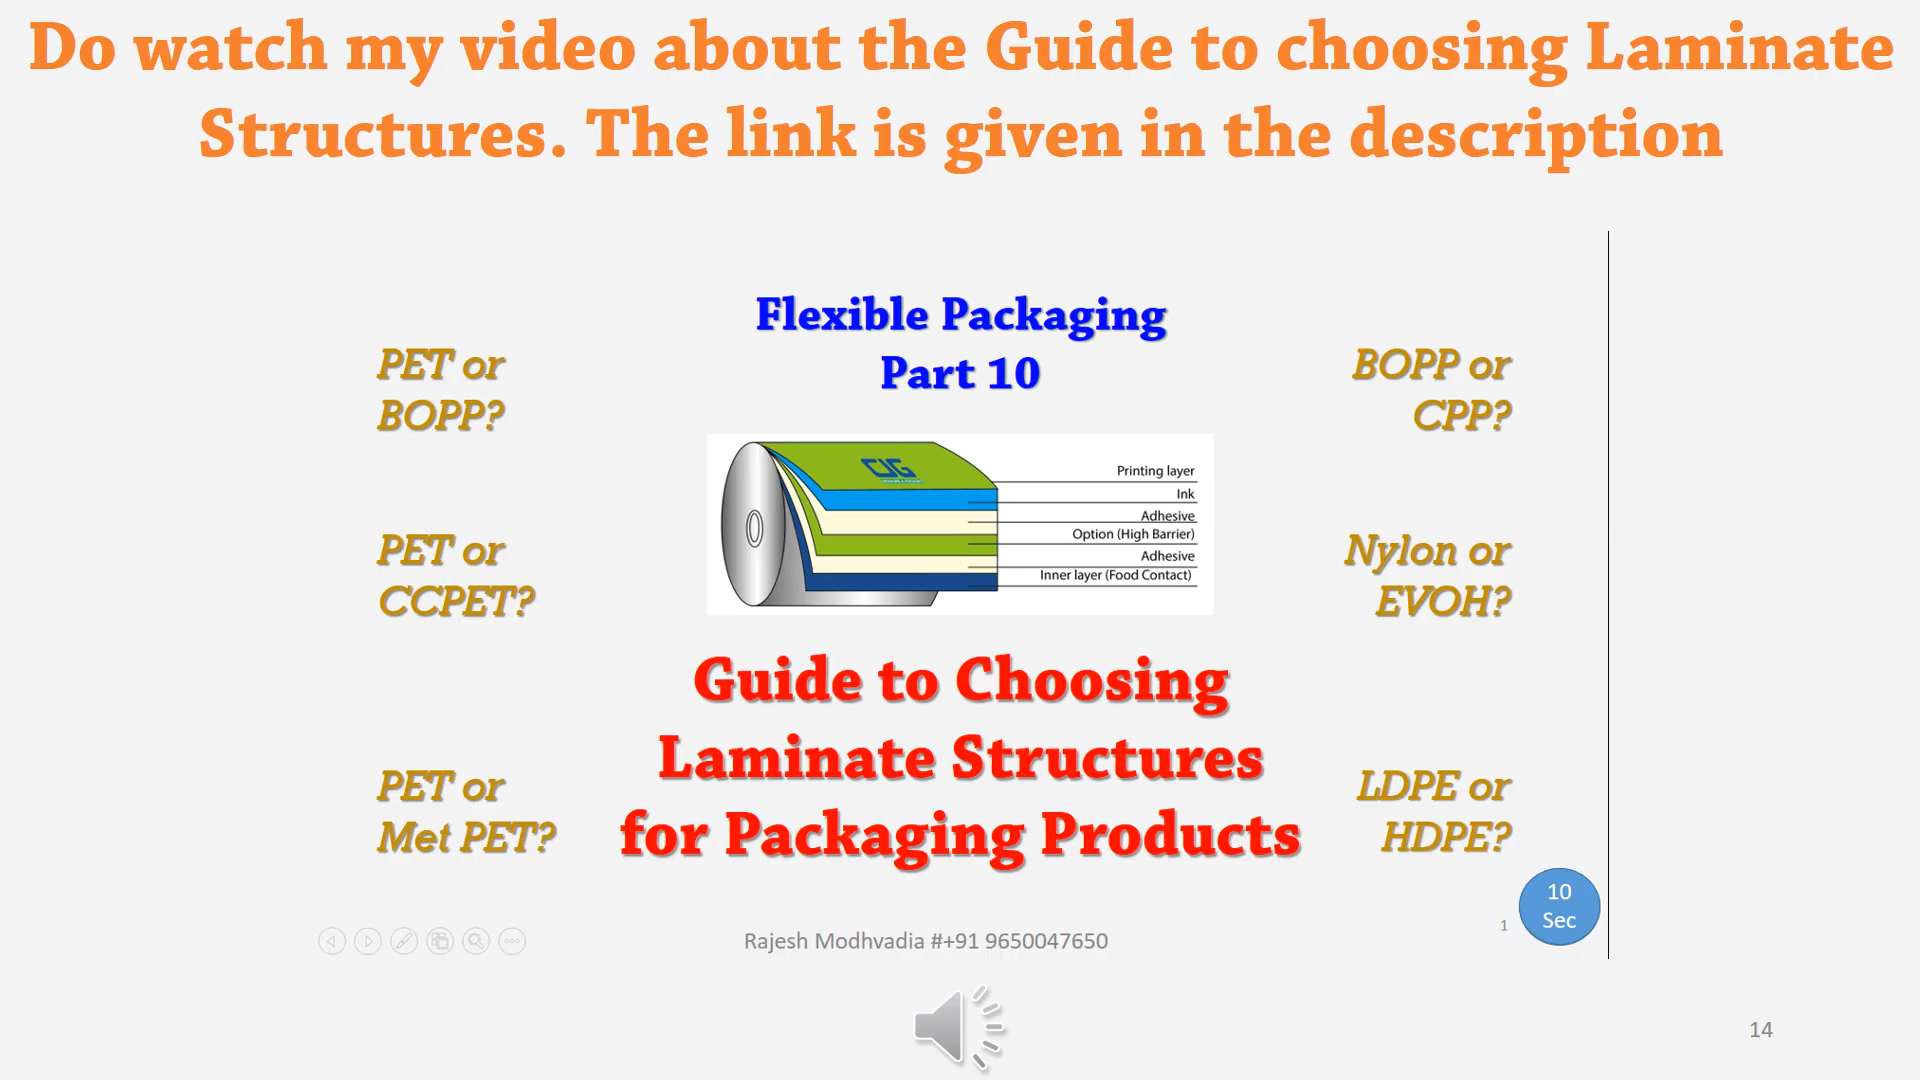 Do watch my video about the Guide to choosing Laminate
Structures. The link is given in the description
Flexible Packaging
Part 10
PET or
BOPP?
BOPP or
CPP?
CJG
Printing layer
Ink
Adhesive
Option (High Barrier)
Adhesive
Inner layer (Food Contact)
PET or
CCPET?
Nylon or
EVOH?
Guide to Choosing
Laminate Structures
for Packaging Products
PET or
Met PET?
LDPE or
HDPE?
10
Sec
1
Rajesh Modhvadia #+91 9650047650
14